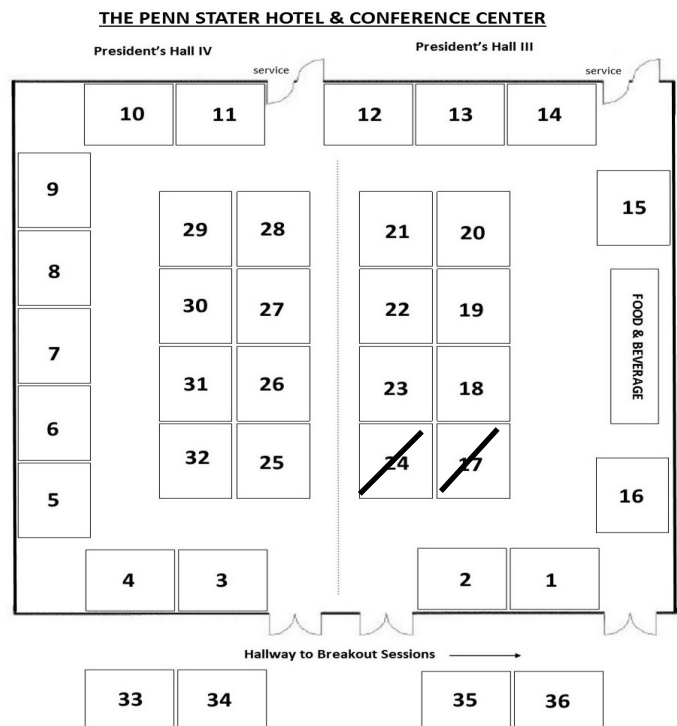 THE PENN STATER HOTEL & CONFERENCE CENTER
President's Hall IV
President's Hall III
service
service
10 11 12 13 14
9
15
29 28 21 20
8
30 27 22 19
FOOD & BEVERAGE
7
31 26 23 18
6
32 25 24 17
5
16
4 3 2 1
Hallway to Breakout Sessions
33 34 35 36